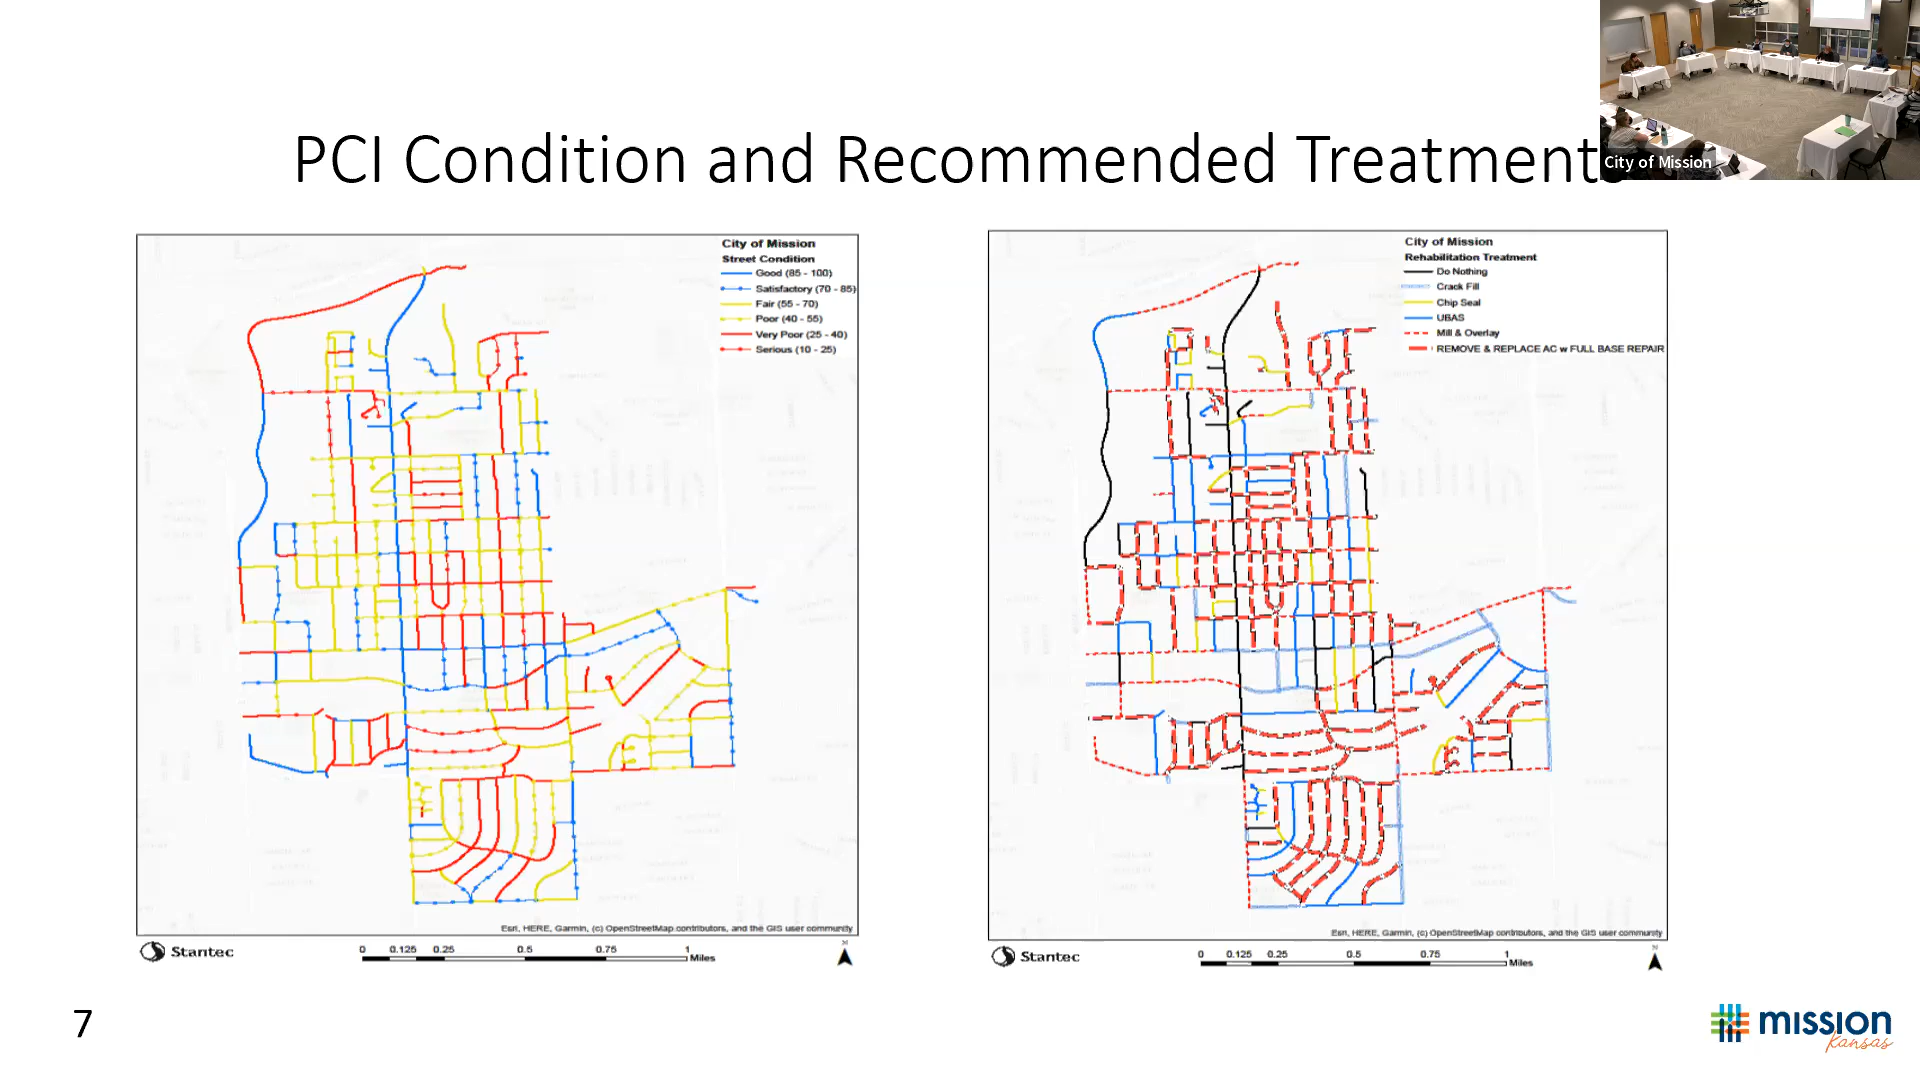 City of Mission
PCI Condition and Recommended Treatments
City of Mission
Street Condition
Good (85 - 100)
Satisfactory (70 - 85)
Fair (55 - 70)
Poor (40 - 55)
Very Poor (25 - 40)
Serious (10 - 25)
Esri, HERE, Garmin, (c) OpenStreetMap contributors, and the GIS user community
Stantec
0 0.125 0.25 0.5 0.75 1
Miles
N
City of Mission
Rehabilitation Treatment
Do Nothing
Crack Fill
Chip Seal
UBAS
Mill & Overlay
REMOVE & REPLACE AC w FULL BASE REPAIR
Esri, HERE, Garmin, (c) OpenStreetMap contributors, and the GIS user community
Stantec
0 0.125 0.25 0.5 0.75 1
Miles
N
7
mission
kansas